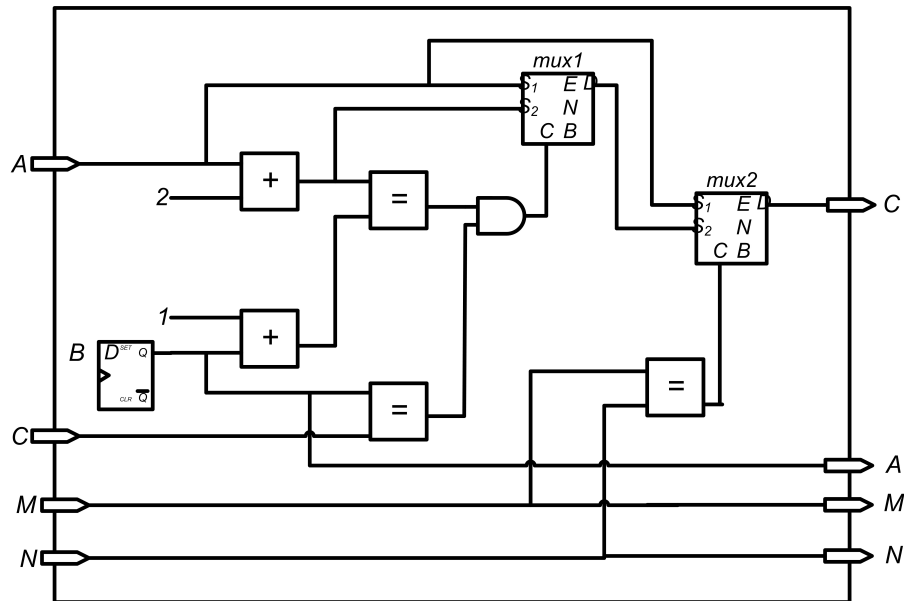 mux1
S1 E D
S2 N
C B
A
+
2
=
mux2
S1 E D
S2 N
C B
C
1
+
B
D SET Q
CLR Q
=
=
C
A
M
M
N
N